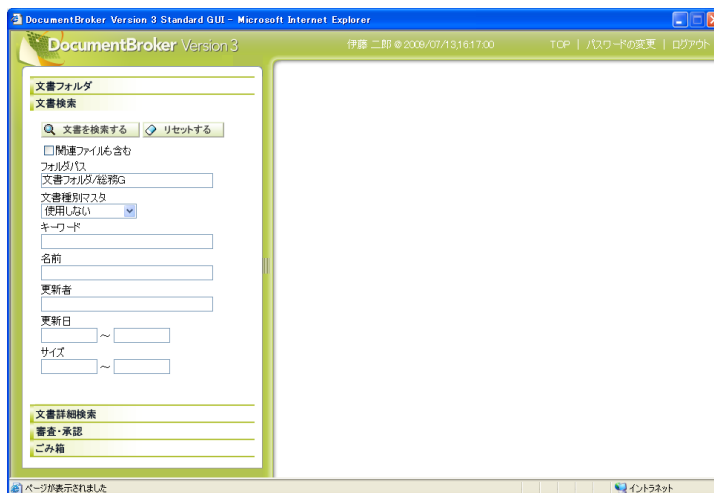 DocumentBroker Version 3 Standard GUI - Microsoft Internet Explorer
DocumentBroker Version 3
伊藤 二郎 @ 2009/07/13,16:17:00
TOP | パスワードの変更 | ログアウト
文書フォルダ
文書検索
文書を検索する リセットする
関連ファイルも含む
フォルダパス
文書フォルダ/総務G
文書種別マスタ
使用しない
キーワード
名前
更新者
更新日
～
サイズ
～
文書詳細検索
審査・承認
ごみ箱
ページが表示されました
イントラネット